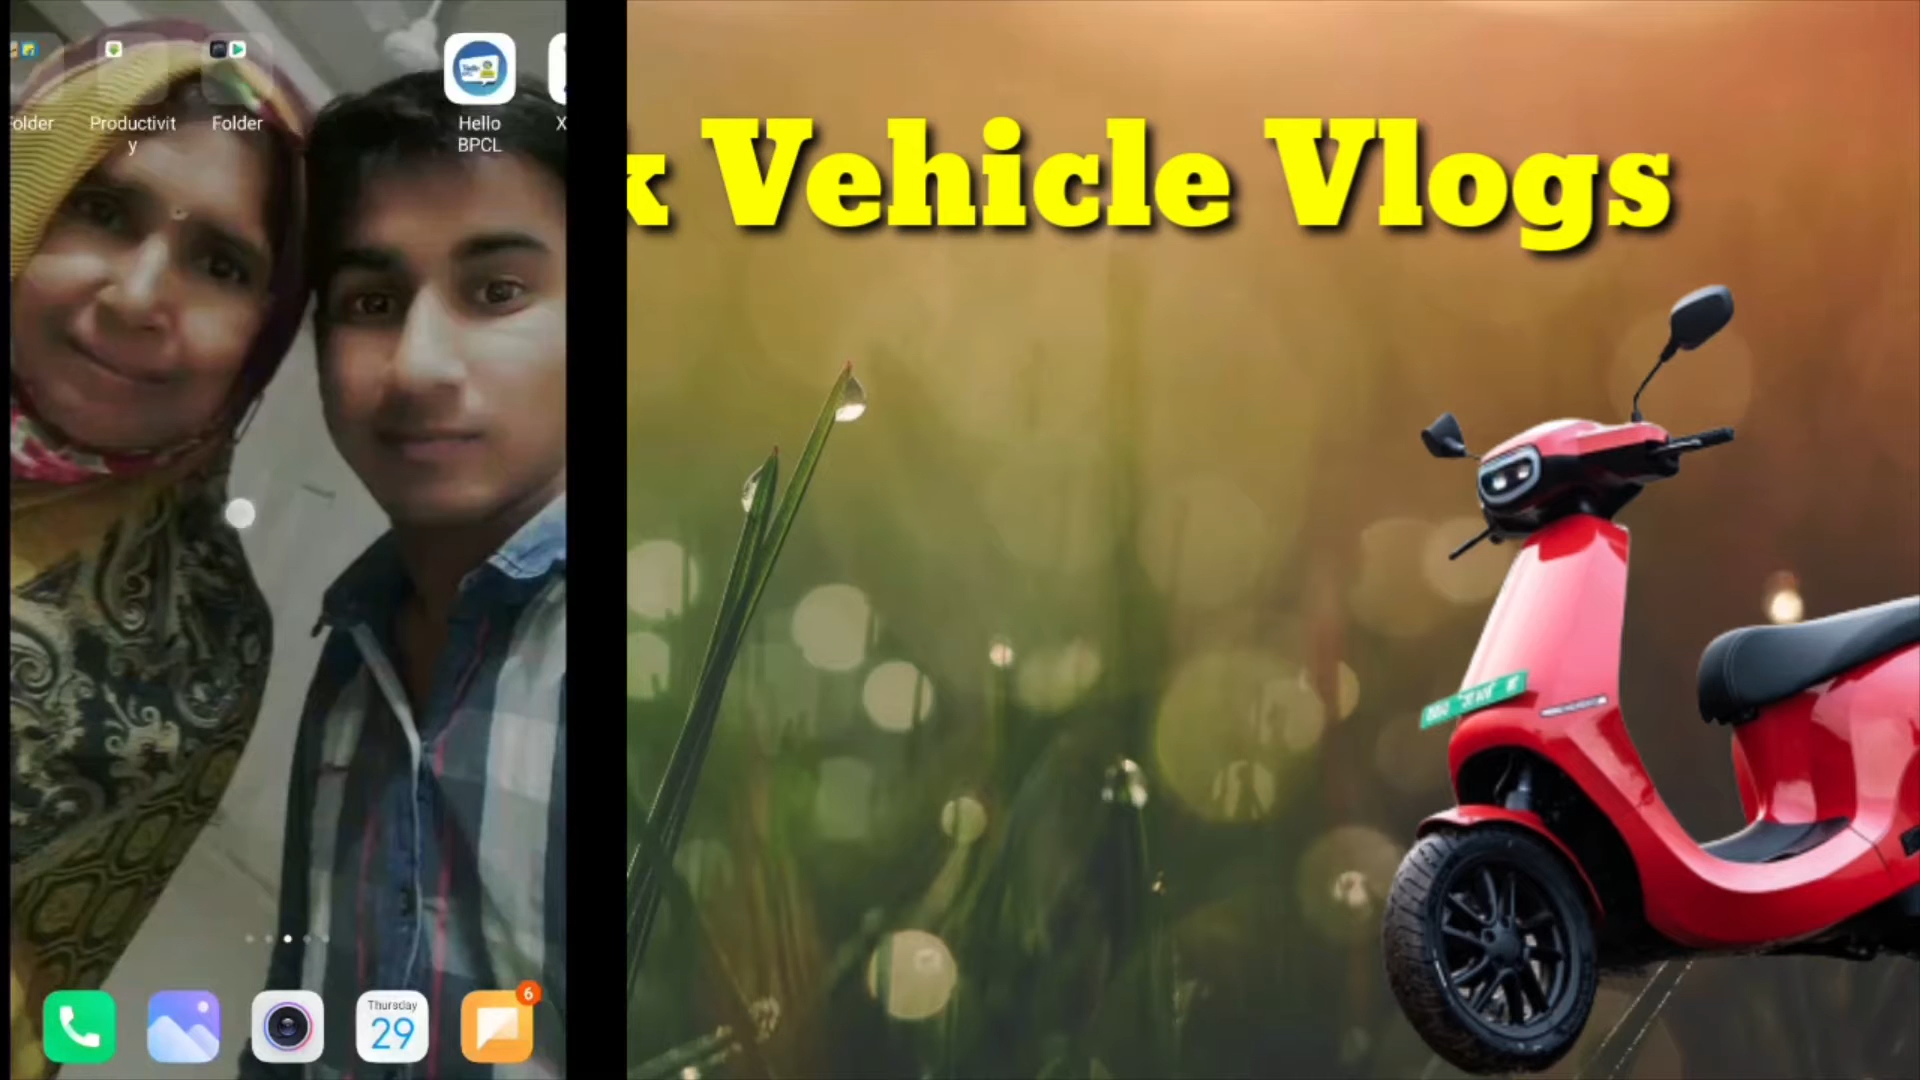 older
Productivit
y
Folder
Hello
BPCL
X
k Vehicle Vlogs
Thursday
29
6